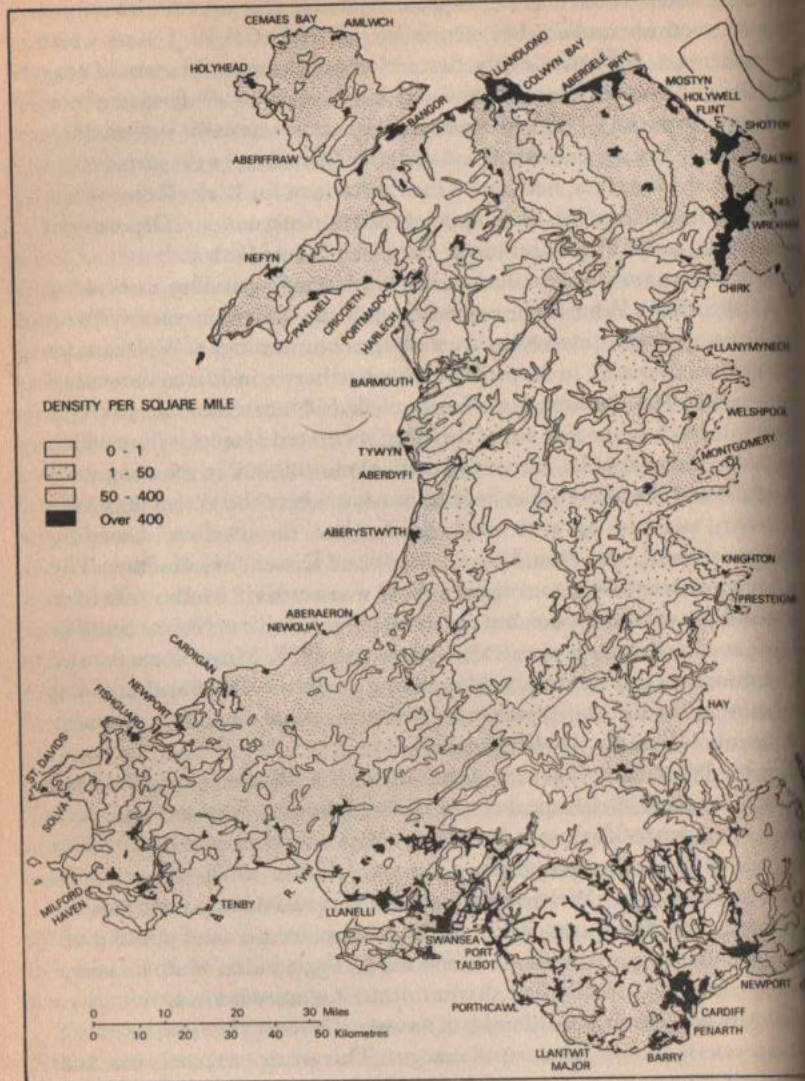 CEMAES BAY
AMLWCH
HOLYHEAD
LLANDUDNO
COLWYN BAY
ABERGELE
RHYL
MOSTYN
HOLYWELL
FLINT
BANGOR
ABERFFRAW
HOLT
NEFYN
PWLLHELI
CRICCIETH
PORTMADOC
HARLECH
CHIRK
BARMOUTH
LLANYMYNECH
DENSITY PER SQUARE MILE
0 - 1
1 - 50
50 - 400
Over 400
WELSHPOOL
MONTGOMERY
TYWYN
ABERDYFI
ABERYSTWYTH
KNIGHTON
PRESTEIGNE
ABERAERON
NEWQUAY
CARDIGAN
NEWPORT
FISHGUARD
HAY
ST. DAVIDS
SOLVA
MILFORD
HAVEN
TENBY
R. Tywi
LLANELLI
SWANSEA
PORT
TALBOT
NEWPORT
PORTHCAWL
CARDIFF
PENARTH
LLANTWIT
MAJOR
BARRY
0 10 20 30 Miles
0 10 20 30 40 50 Kilometres